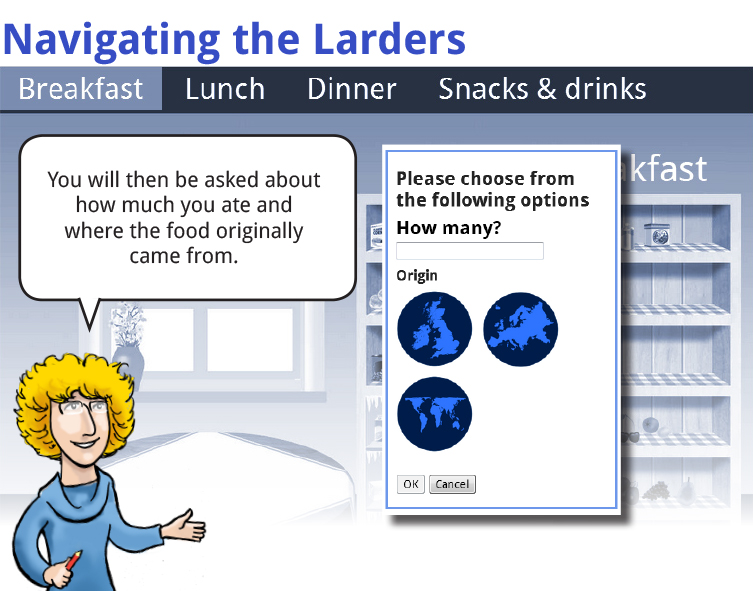 Navigating the Larders
Breakfast Lunch Dinner Snacks & drinks
You will then be asked about
how much you ate and
where the food originally
came from.
kfast
Please choose from
the following options
How many?
Origin
OK Cancel